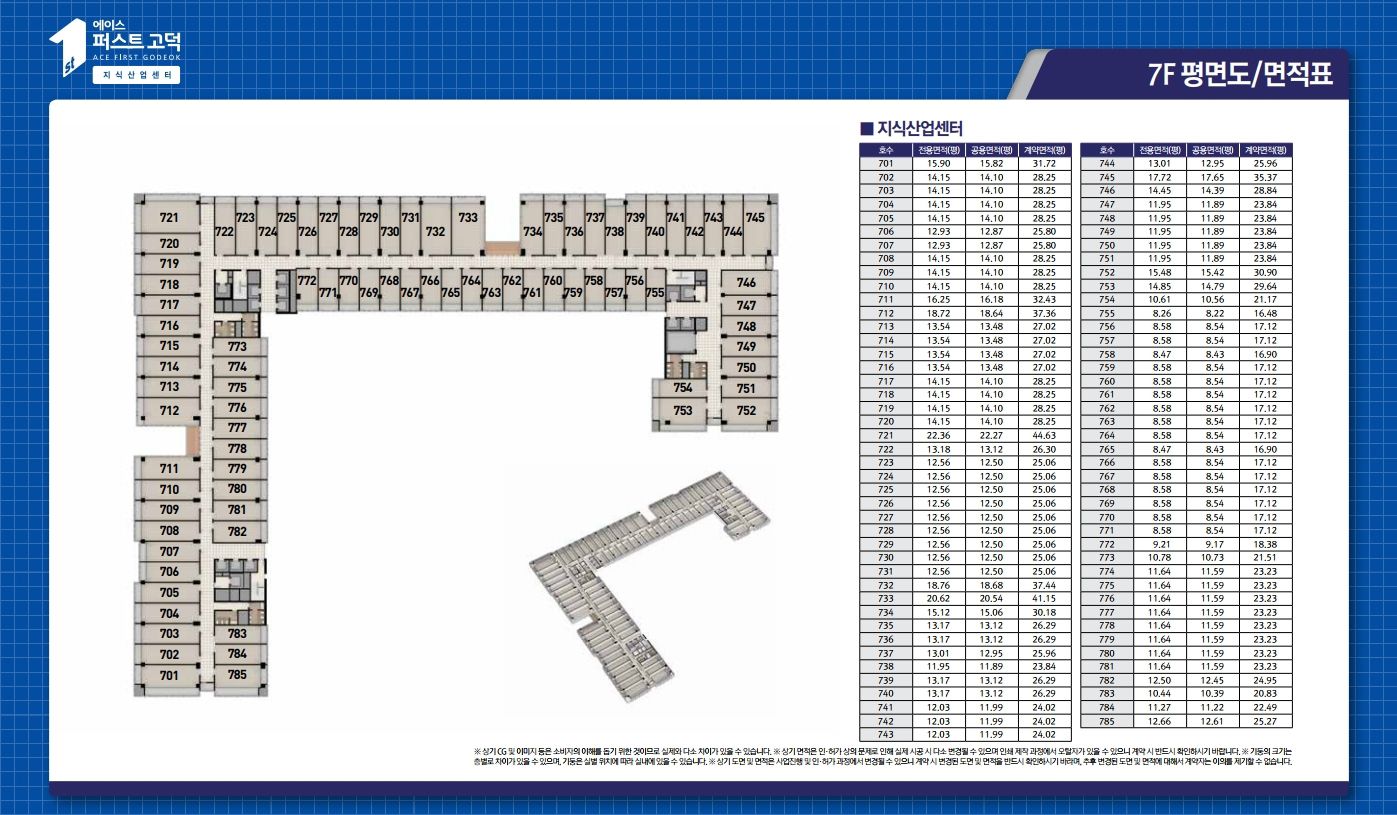 에이스
퍼스트 고덕
ACE FIRST GODEOK
지식산업센터
1st
7F 평면도/면적표
721 722 723 724 725 726 727 728 729 730 731 732 733 734 735 736 737 738 739 740 741 742 743 744 745
720
719
718
717
716
715
714
713
712
772 771 770 769 768 767 766 765 764 763 762 761 760 759 758 757 756 755
746
747
748
749
750
751
752
754
753
773
774
775
776
777
778
779
780
781
782
711
710
709
708
707
706
705
704
703
702
701
783
784
785
■ 지식산업센터
호수 전용면적(평) 공용면적(평) 계약면적(평)
701 15.90 15.82 31.72
702 14.15 14.10 28.25
703 14.15 14.10 28.25
704 14.15 14.10 28.25
705 14.15 14.10 28.25
706 12.93 12.87 25.80
707 12.93 12.87 25.80
708 14.15 14.10 28.25
709 14.15 14.10 28.25
710 14.15 14.10 28.25
711 16.25 16.18 32.43
712 18.72 18.64 37.36
713 13.54 13.48 27.02
714 13.54 13.48 27.02
715 13.54 13.48 27.02
716 13.54 13.48 27.02
717 14.15 14.10 28.25
718 14.15 14.10 28.25
719 14.15 14.10 28.25
720 14.15 14.10 28.25
721 22.36 22.27 44.63
722 13.18 13.12 26.30
723 12.56 12.50 25.06
724 12.56 12.50 25.06
725 12.56 12.50 25.06
726 12.56 12.50 25.06
727 12.56 12.50 25.06
728 12.56 12.50 25.06
729 12.56 12.50 25.06
730 12.56 12.50 25.06
731 12.56 12.50 25.06
732 18.76 18.68 37.44
733 20.62 20.54 41.15
734 15.12 15.06 30.18
735 13.17 13.12 26.29
736 13.17 13.12 26.29
737 13.01 12.95 25.96
738 11.95 11.89 23.84
739 13.17 13.12 26.29
740 13.17 13.12 26.29
741 12.03 11.99 24.02
742 12.03 11.99 24.02
743 12.03 11.99 24.02
호수 전용면적(평) 공용면적(평) 계약면적(평)
744 13.01 12.95 25.96
745 17.72 17.65 35.37
746 14.45 14.39 28.84
747 11.95 11.89 23.84
748 11.95 11.89 23.84
749 11.95 11.89 23.84
750 11.95 11.89 23.84
751 11.95 11.89 23.84
752 15.48 15.42 30.90
753 14.85 14.79 29.64
754 10.61 10.56 21.17
755 8.26 8.22 16.48
756 8.58 8.54 17.12
757 8.58 8.54 17.12
758 8.47 8.43 16.90
759 8.58 8.54 17.12
760 8.58 8.54 17.12
761 8.58 8.54 17.12
762 8.58 8.54 17.12
763 8.58 8.54 17.12
764 8.58 8.54 17.12
765 8.47 8.43 16.90
766 8.58 8.54 17.12
767 8.58 8.54 17.12
768 8.58 8.54 17.12
769 8.58 8.54 17.12
770 8.58 8.54 17.12
771 8.58 8.54 17.12
772 9.21 9.17 18.38
773 10.78 10.73 21.51
774 11.64 11.59 23.23
775 11.64 11.59 23.23
776 11.64 11.59 23.23
777 11.64 11.59 23.23
778 11.64 11.59 23.23
779 11.64 11.59 23.23
780 11.64 11.59 23.23
781 11.64 11.59 23.23
782 12.50 12.45 24.95
783 10.44 10.39 20.83
784 11.27 11.22 22.49
785 12.66 12.61 25.27
※ 상기 CG 및 이미지 등은 소비자의 이해를 돕기 위한 것이므로 실제와 다소 차이가 있을 수 있습니다. ※ 상기 면적은 인·허가 상의 문제로 인해 실제 시공 시 다소 변경될 수 있으며 인쇄 제작 과정에서 오탈자가 있을 수 있으니 계약 시 반드시 확인하시기 바랍니다. ※ 기둥의 크기는
층별로 차이가 있을 수 있으며, 기둥은 실별 위치에 따라 실내에 있을 수 있습니다. ※ 상기 도면 및 면적은 사업진행 및 인·허가 과정에서 변경될 수 있으니 계약 시 변경된 도면 및 면적을 반드시 확인하시기 바라며, 추후 변경된 도면 및 면적에 대해서 계약자는 이의를 제기할 수 없습니다.